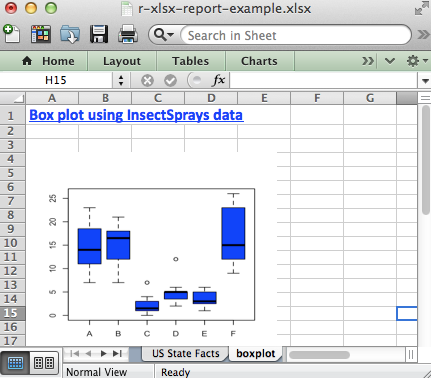 r-xlsx-report-example.xlsx
Search in Sheet
Home Layout Tables Charts
H15 fx
A B C D E F G
1 Box plot using InsectSprays data
2
3
4
5
6
7
8
9
10
11
12
13
14
15
16
17
25
20
15
10
5
0
A B C D E F
US State Facts boxplot
Normal View Ready